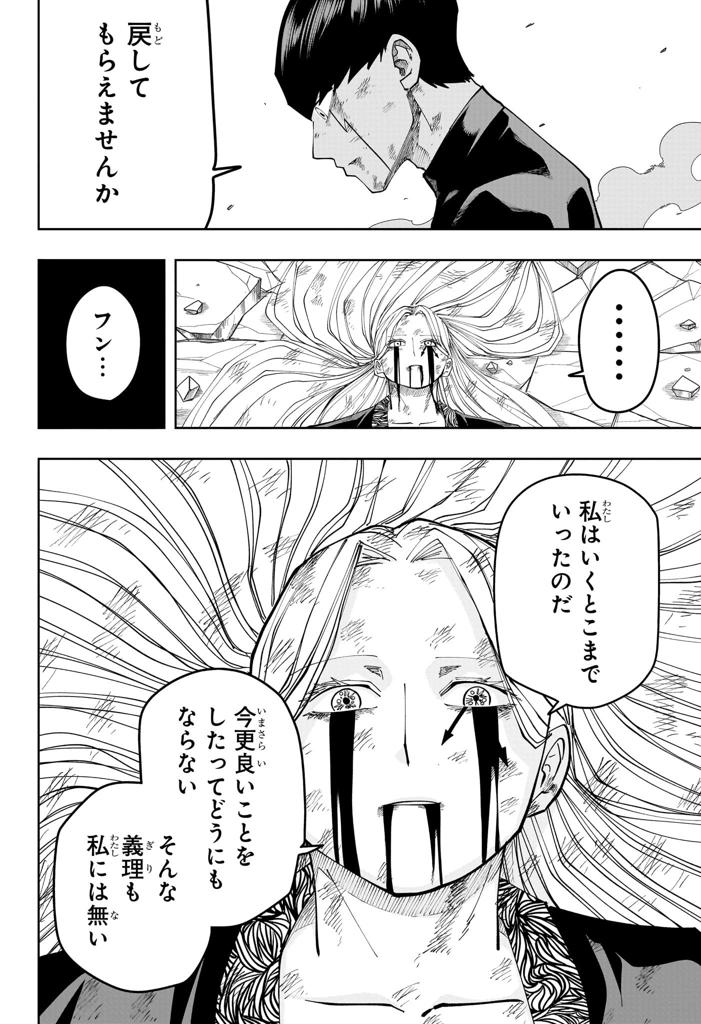 戻して
もらえませんか
・・・・・・
フン…
私はいくとこまで
いったのだ
今更良いことを
したってどうにも
ならない
そんな
義理も
私には無い